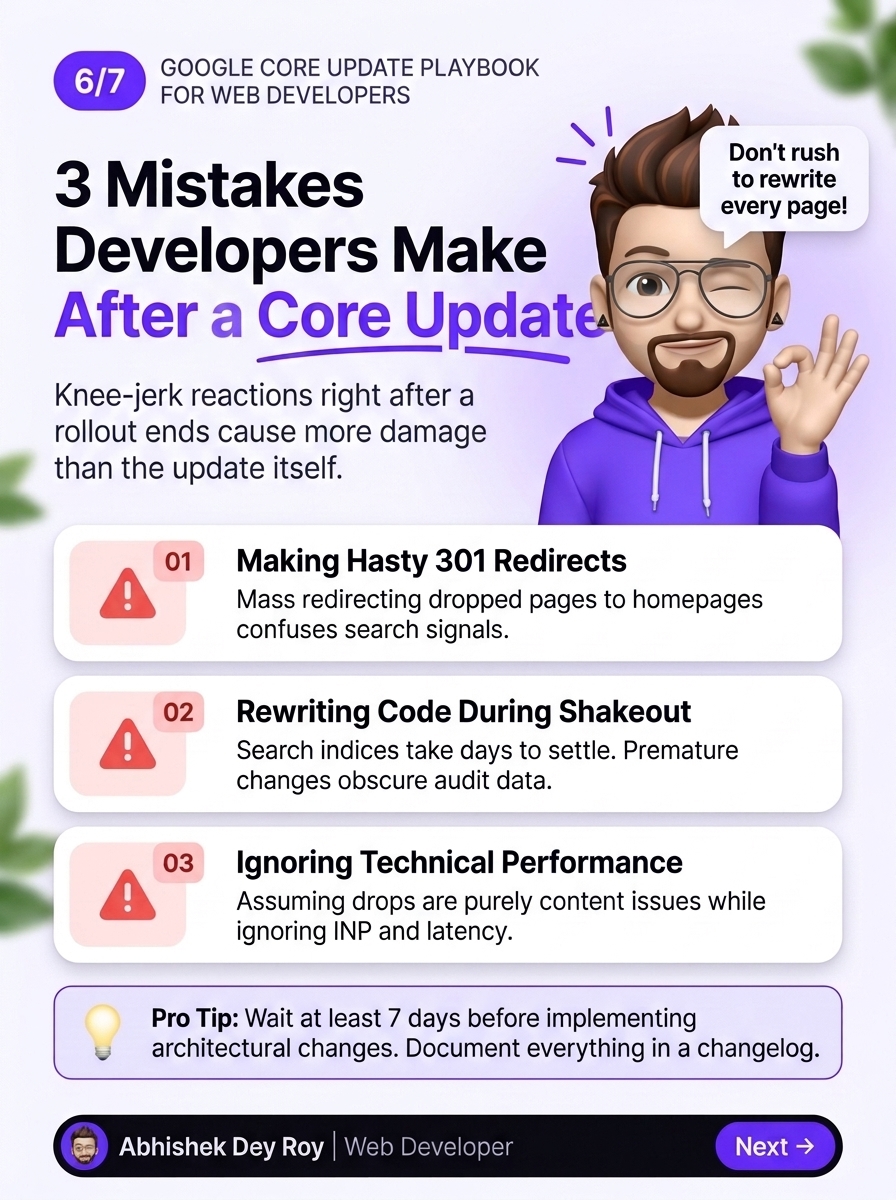 6/7
GOOGLE CORE UPDATE PLAYBOOK
FOR WEB DEVELOPERS
3 Mistakes
Developers Make
After a Core Update
Don't rush
to rewrite
every page!
Knee-jerk reactions right after a
rollout ends cause more damage
than the update itself.
01
Making Hasty 301 Redirects
Mass redirecting dropped pages to homepages
confuses search signals.
02
Rewriting Code During Shakeout
Search indices take days to settle. Premature
changes obscure audit data.
03
Ignoring Technical Performance
Assuming drops are purely content issues while
ignoring INP and latency.
Pro Tip: Wait at least 7 days before implementing
architectural changes. Document everything in a changelog.
Abhishek Dey Roy | Web Developer
Next →